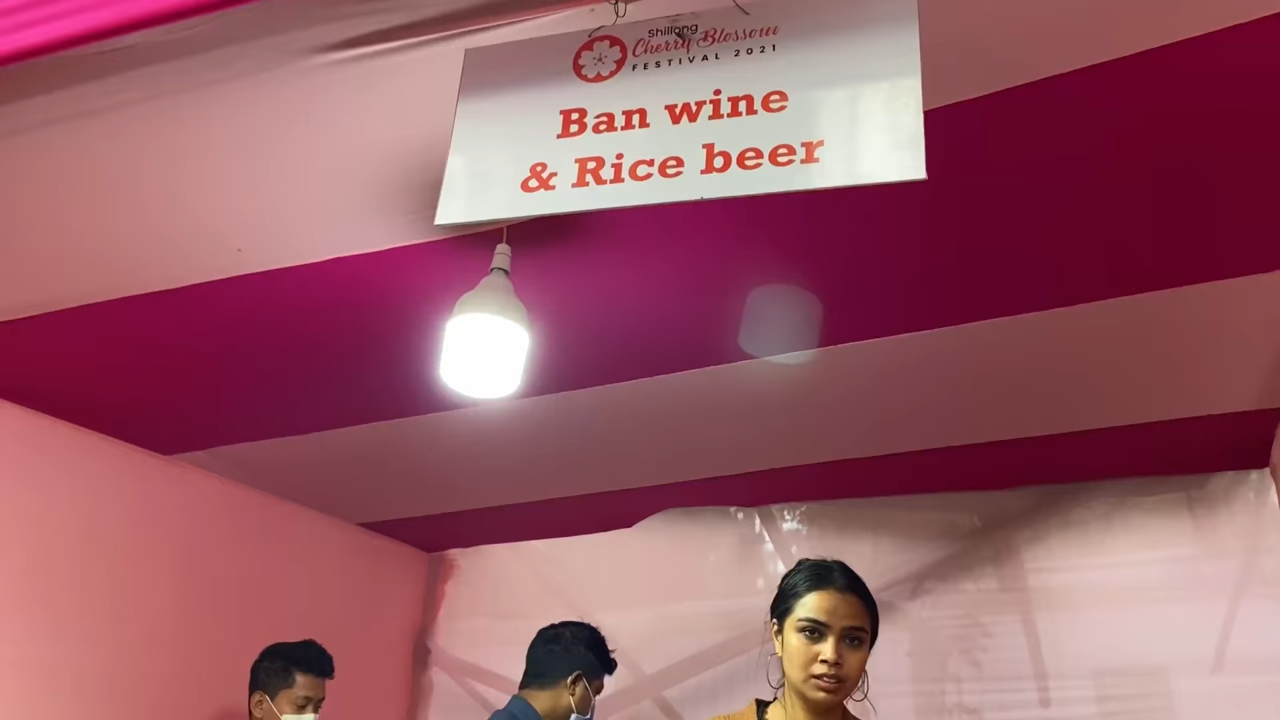 Shillong
Cherry Blossom
FESTIVAL 2021
Ban wine
& Rice beer